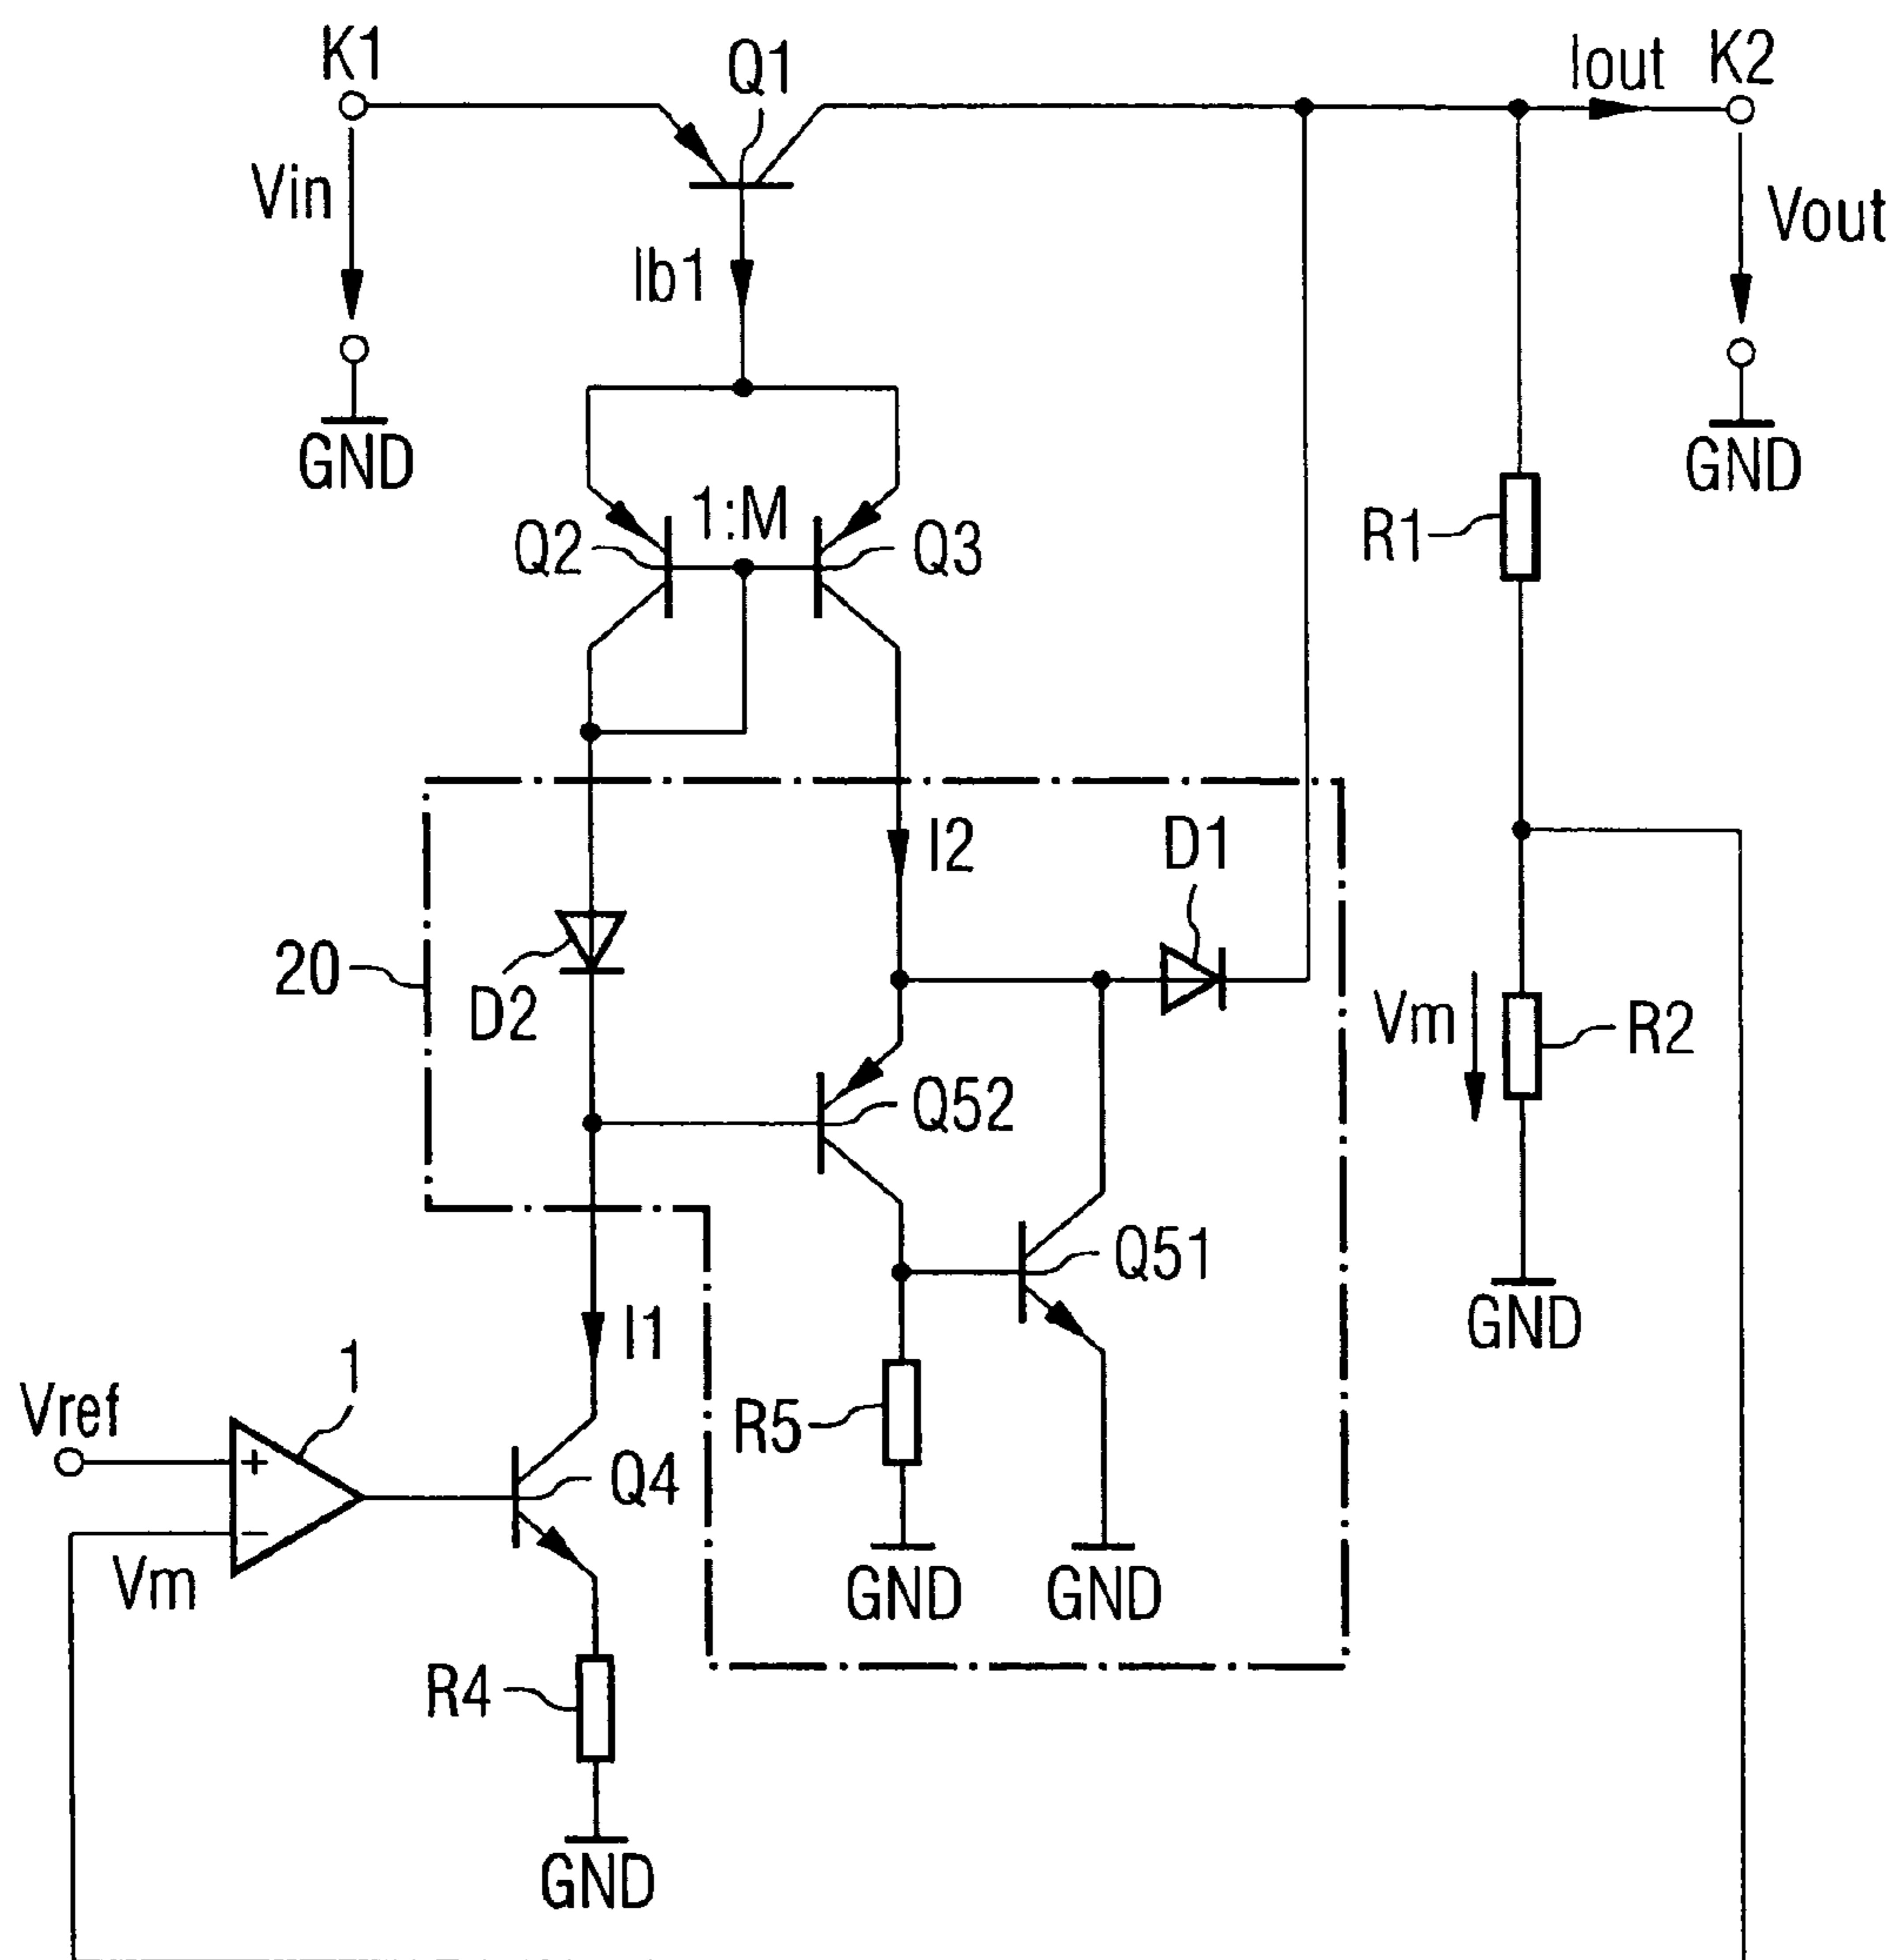 K1
Q1
Iout
K2
Vin
Ib1
Vout
GND
GND
Q2
1:M
Q3
R1
I2
D1
20
D2
Vm
R2
Q52
Q51
I1
GND
Vref
1
+
Q4
R5
−
Vm
GND
GND
R4
GND